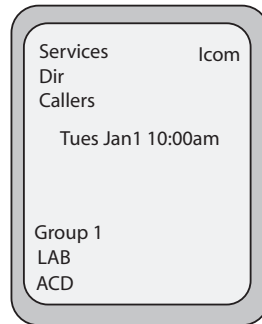 Services Icom
Dir
Callers
Tues Jan1 10:00am
Group 1
LAB
ACD